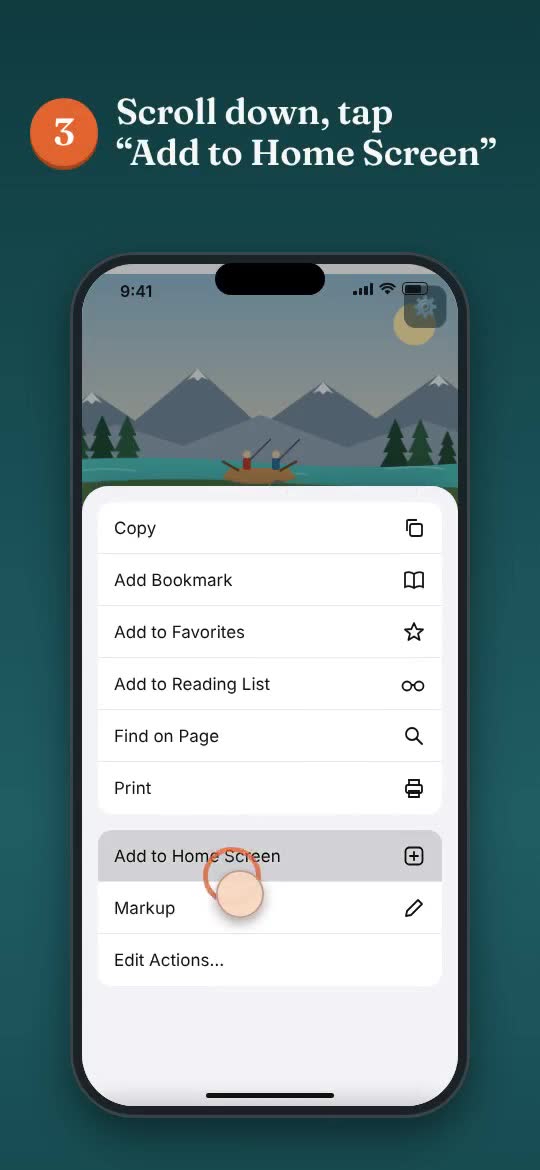 3
Scroll down, tap
“Add to Home Screen”
9:41
Copy
Add Bookmark
Add to Favorites
Add to Reading List
Find on Page
Print
Add to Home Screen
Markup
Edit Actions...